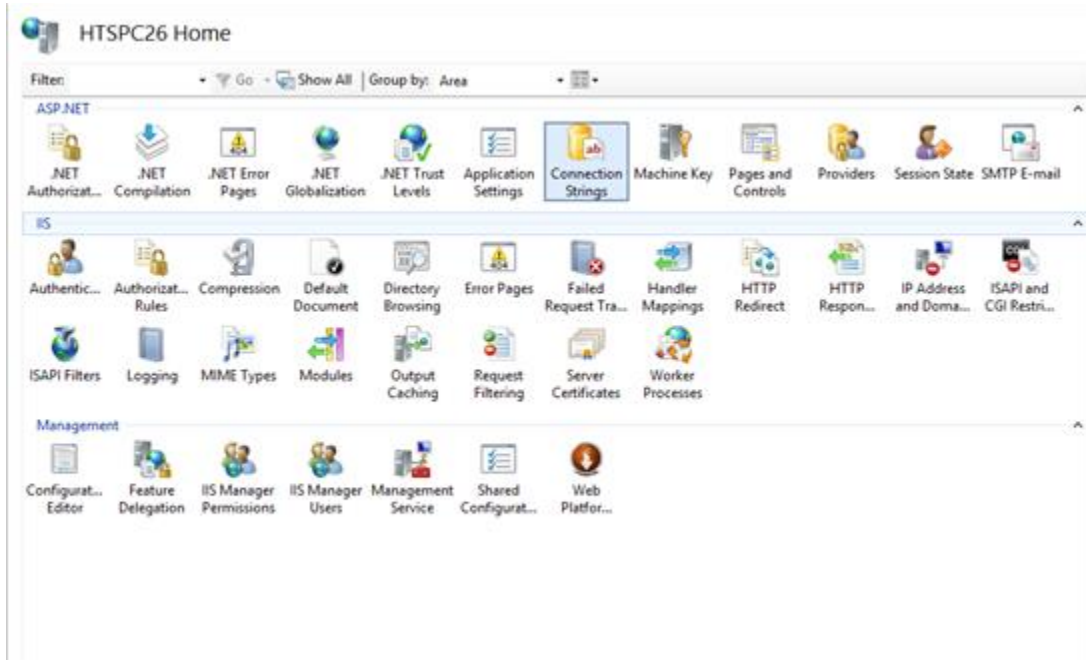 HTSPC26 Home
Filter: Go Show All Group by: Area
ASP.NET
.NET Authorizat...
.NET Compilation
.NET Error Pages
.NET Globalization
.NET Trust Levels
Application Settings
Connection Strings
Machine Key
Pages and Controls
Providers
Session State
SMTP E-mail
IIS
Authentic...
Authorizat... Rules
Compression
Default Document
Directory Browsing
Error Pages
Failed Request Tra...
Handler Mappings
HTTP Redirect
HTTP Respon...
IP Address and Doma...
ISAPI and CGI Restri...
ISAPI Filters
Logging
MIME Types
Modules
Output Caching
Request Filtering
Server Certificates
Worker Processes
Management
Configurat... Editor
Feature Delegation
IIS Manager Permissions
IIS Manager Users
Management Service
Shared Configurat...
Web Platfor...